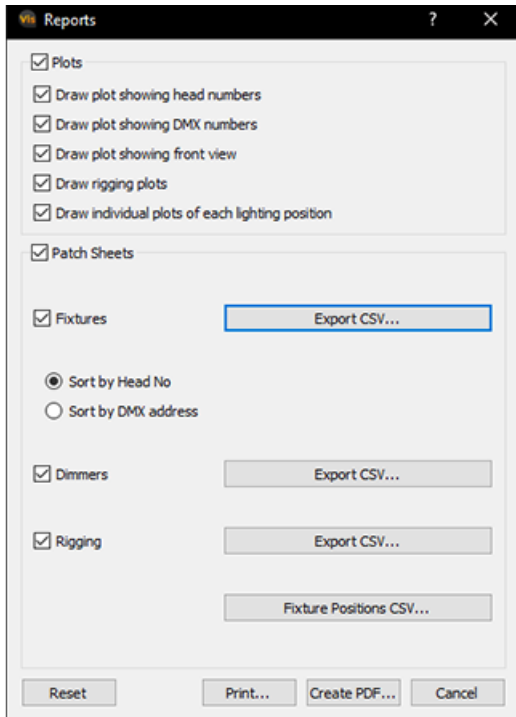 Vis Reports ? ✕
Plots
Draw plot showing head numbers
Draw plot showing DMX numbers
Draw plot showing front view
Draw rigging plots
Draw individual plots of each lighting position
Patch Sheets
Fixtures Export CSV...
Sort by Head No
Sort by DMX address
Dimmers Export CSV...
Rigging Export CSV...
Fixture Positions CSV...
Reset Print... Create PDF... Cancel